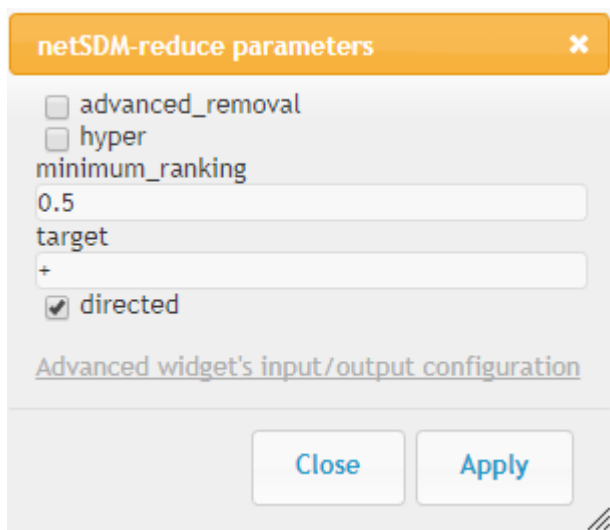 netSDM-reduce parameters
advanced_removal
hyper
minimum_ranking
0.5
target
+
directed
Advanced widget's input/output configuration
Close
Apply